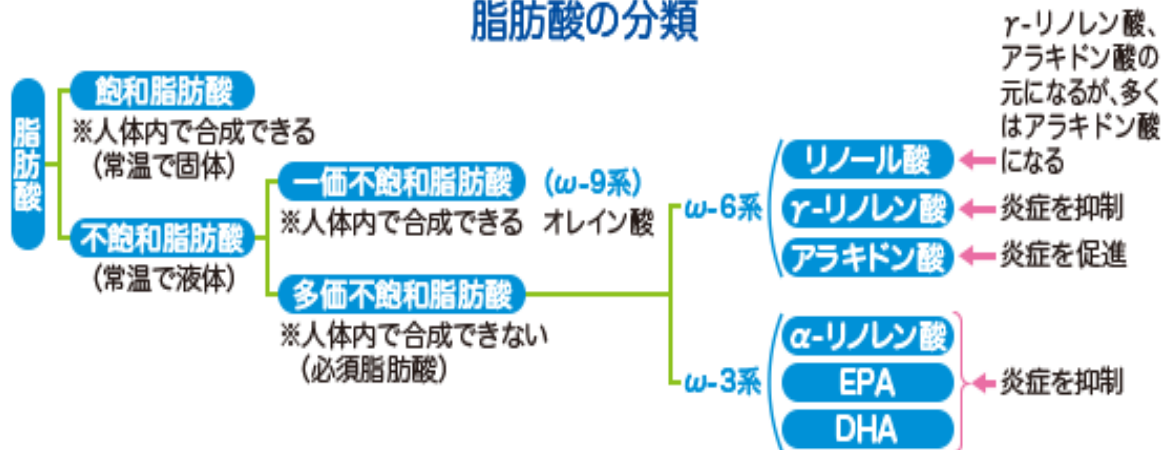 脂肪酸の分類
脂肪酸
飽和脂肪酸
※人体内で合成できる
(常温で固体)
不飽和脂肪酸
(常温で液体)
一価不飽和脂肪酸
(ω-9系)
※人体内で合成できる
オレイン酸
多価不飽和脂肪酸
※人体内で合成できない
(必須脂肪酸)
ω-6系
リノール酸
γ-リノレン酸、
アラキドン酸の
元になるが、多く
はアラキドン酸
になる
γ-リノレン酸
炎症を抑制
アラキドン酸
炎症を促進
ω-3系
α-リノレン酸
EPA
DHA
炎症を抑制